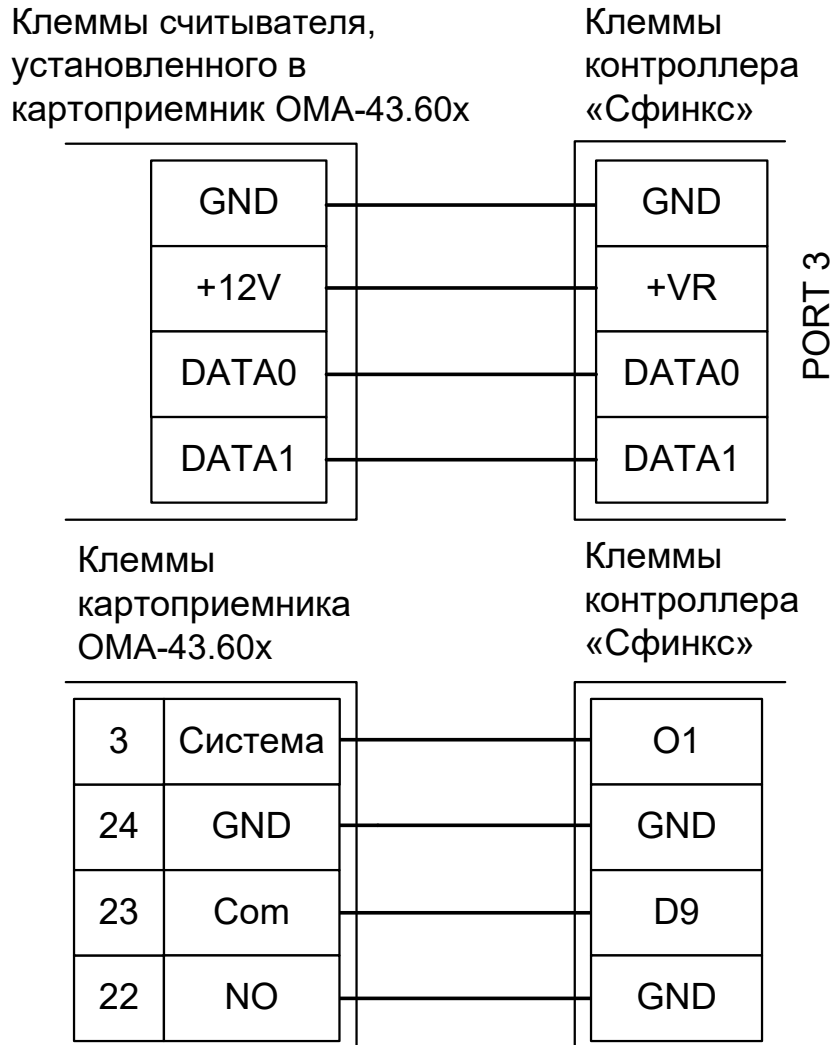 Клеммы считывателя,
установленного в
картоприемник ОМА-43.60х
Клеммы
контроллера
«Сфинкс»
GND
GND
+12V
+VR
DATA0
DATA0
DATA1
DATA1
PORT 3
Клеммы
картоприемника
ОМА-43.60х
Клеммы
контроллера
«Сфинкс»
3 Система
O1
24 GND
GND
23 Com
D9
22 NO
GND